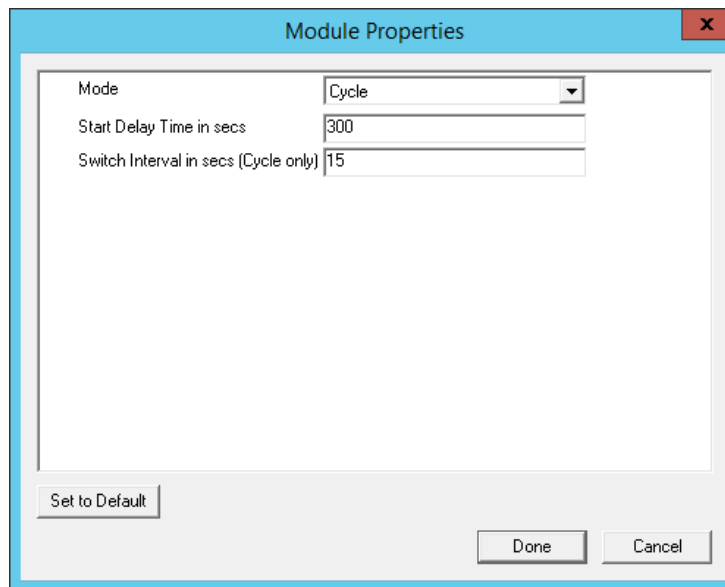 Module Properties
x
Mode Cycle
Start Delay Time in secs 300
Switch Interval in secs (Cycle only) 15
Set to Default
Done Cancel